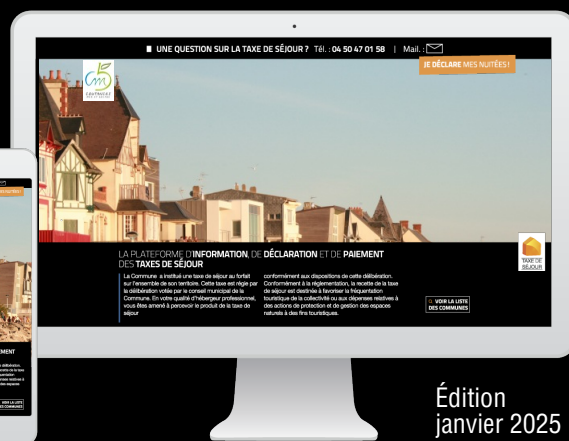 UNE QUESTION SUR LA TAXE DE SÉJOUR ? Tél. : 04 50 47 01 58 | Mail. :
JE DÉCLARE MES NUITÉES !
LA PLATEFORME D'INFORMATION, DE DÉCLARATION ET DE PAIEMENT
DES TAXES DE SÉJOUR
La Commune a institué une taxe de séjour au forfait
sur l'ensemble de son territoire. Cette taxe est régie par
la délibération votée par le conseil municipal de la
Commune. En votre qualité d'hébergeur professionnel,
vous êtes amené à percevoir le produit de la taxe de
séjour
conformément aux dispositions de cette délibération.
Conformément à la règlementation, la recette de la taxe
de séjour est destinée à favoriser la fréquentation
touristique de la collectivité ou aux dépenses relatives à
des actions de protection et de gestion des espaces
naturels à des fins touristiques.
TAXE DE
SÉJOUR
VOIR LA LISTE
DES COMMUNES
Édition
janvier 2025